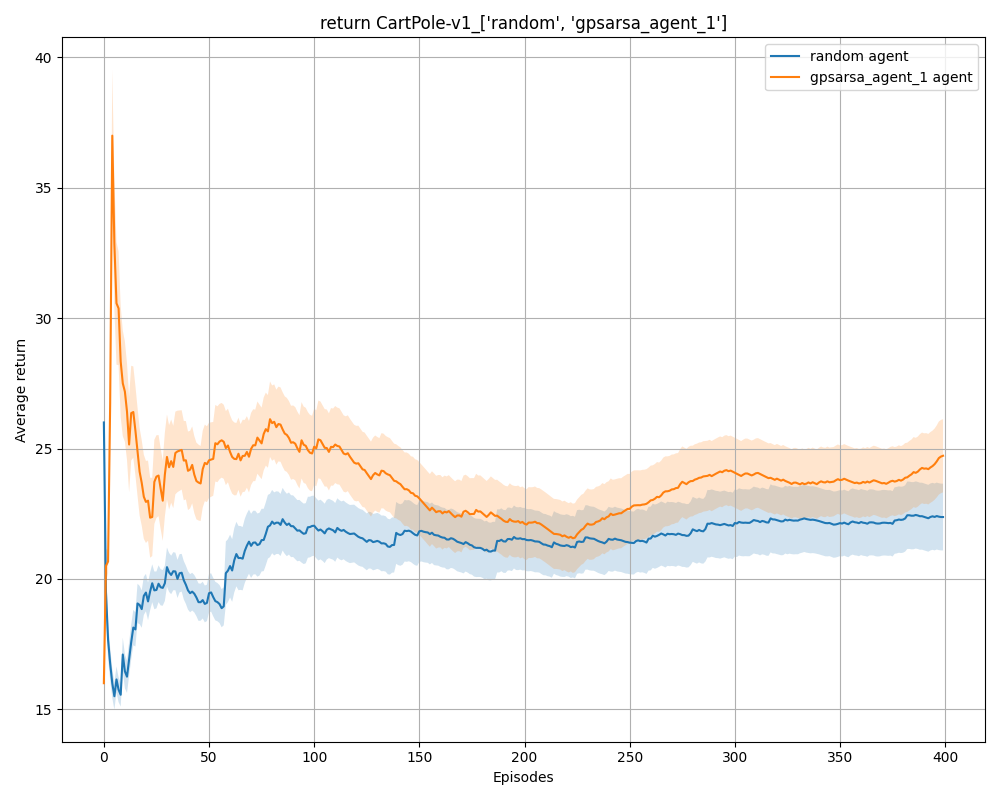 return CartPole-v1_['random', 'gpsarsa_agent_1']
random agent
gpsarsa_agent_1 agent
Average return
40
35
30
25
20
15
0 50 100 150 200 250 300 350 400
Episodes